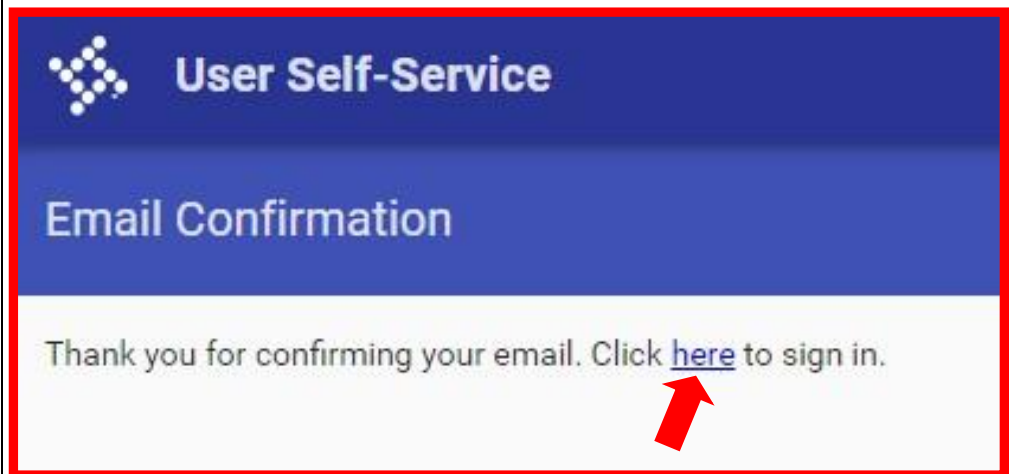 User Self-Service
Email Confirmation
Thank you for confirming your email. Click here to sign in.